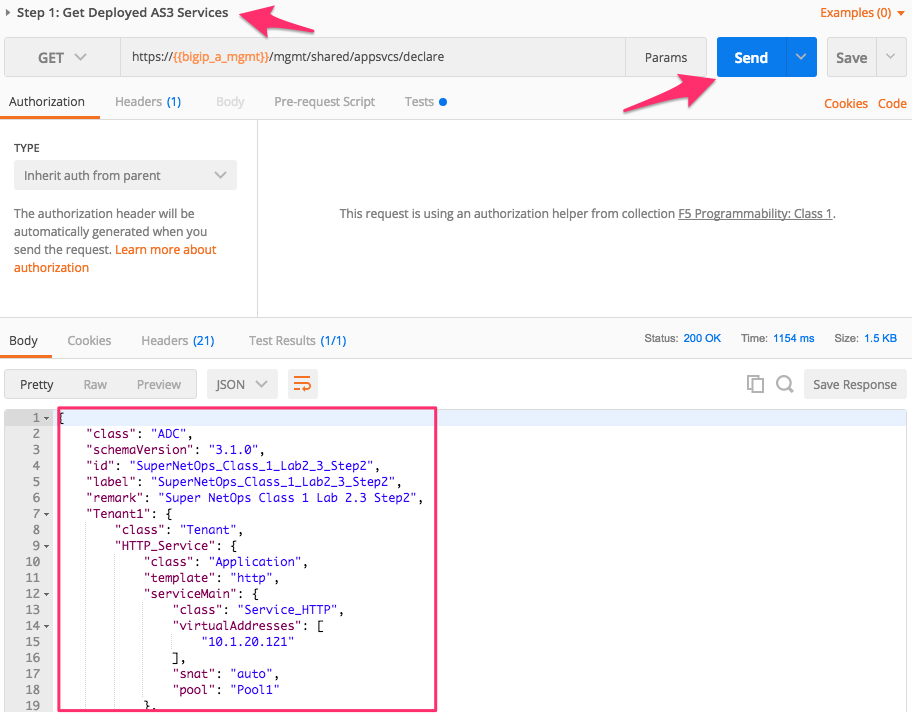 Step 1: Get Deployed AS3 Services
Examples (0)
GET
https://{{bigip_a_mgmt}}/mgmt/shared/appsvcs/declare
Params
Send
Save
Authorization
Headers (1)
Body
Pre-request Script
Tests
Cookies
Code
TYPE
Inherit auth from parent
The authorization header will be
automatically generated when you
send the request. Learn more about
authorization
This request is using an authorization helper from collection F5 Programmability: Class 1.
Body
Cookies
Headers (21)
Test Results (1/1)
Status: 200 OK
Time: 1154 ms
Size: 1.5 KB
Pretty
Raw
Preview
JSON
Save Response
1 {
2 "class": "ADC",
3 "schemaVersion": "3.1.0",
4 "id": "SuperNetOps_Class_1_Lab2_3_Step2",
5 "label": "SuperNetOps_Class_1_Lab2_3_Step2",
6 "remark": "Super NetOps Class 1 Lab 2.3 Step2",
7 "Tenant1": {
8 "class": "Tenant",
9 "HTTP_Service": {
10 "class": "Application",
11 "template": "http",
12 "serviceMain": {
13 "class": "Service_HTTP",
14 "virtualAddresses": [
15 "10.1.20.121"
16 ],
17 "snat": "auto",
18 "pool": "Pool1"
19 },